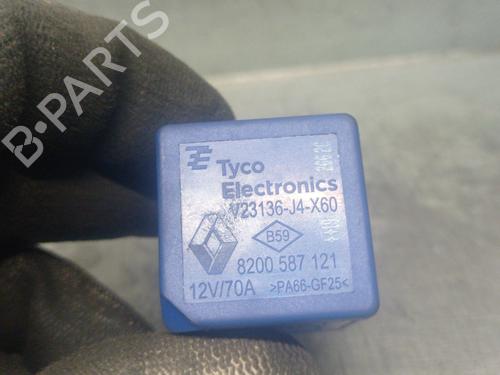 B·PARTS
Tyco
Electronics
V23136-J4-X60
B59
8200 587 121
12V/70A >PA66-GF25<